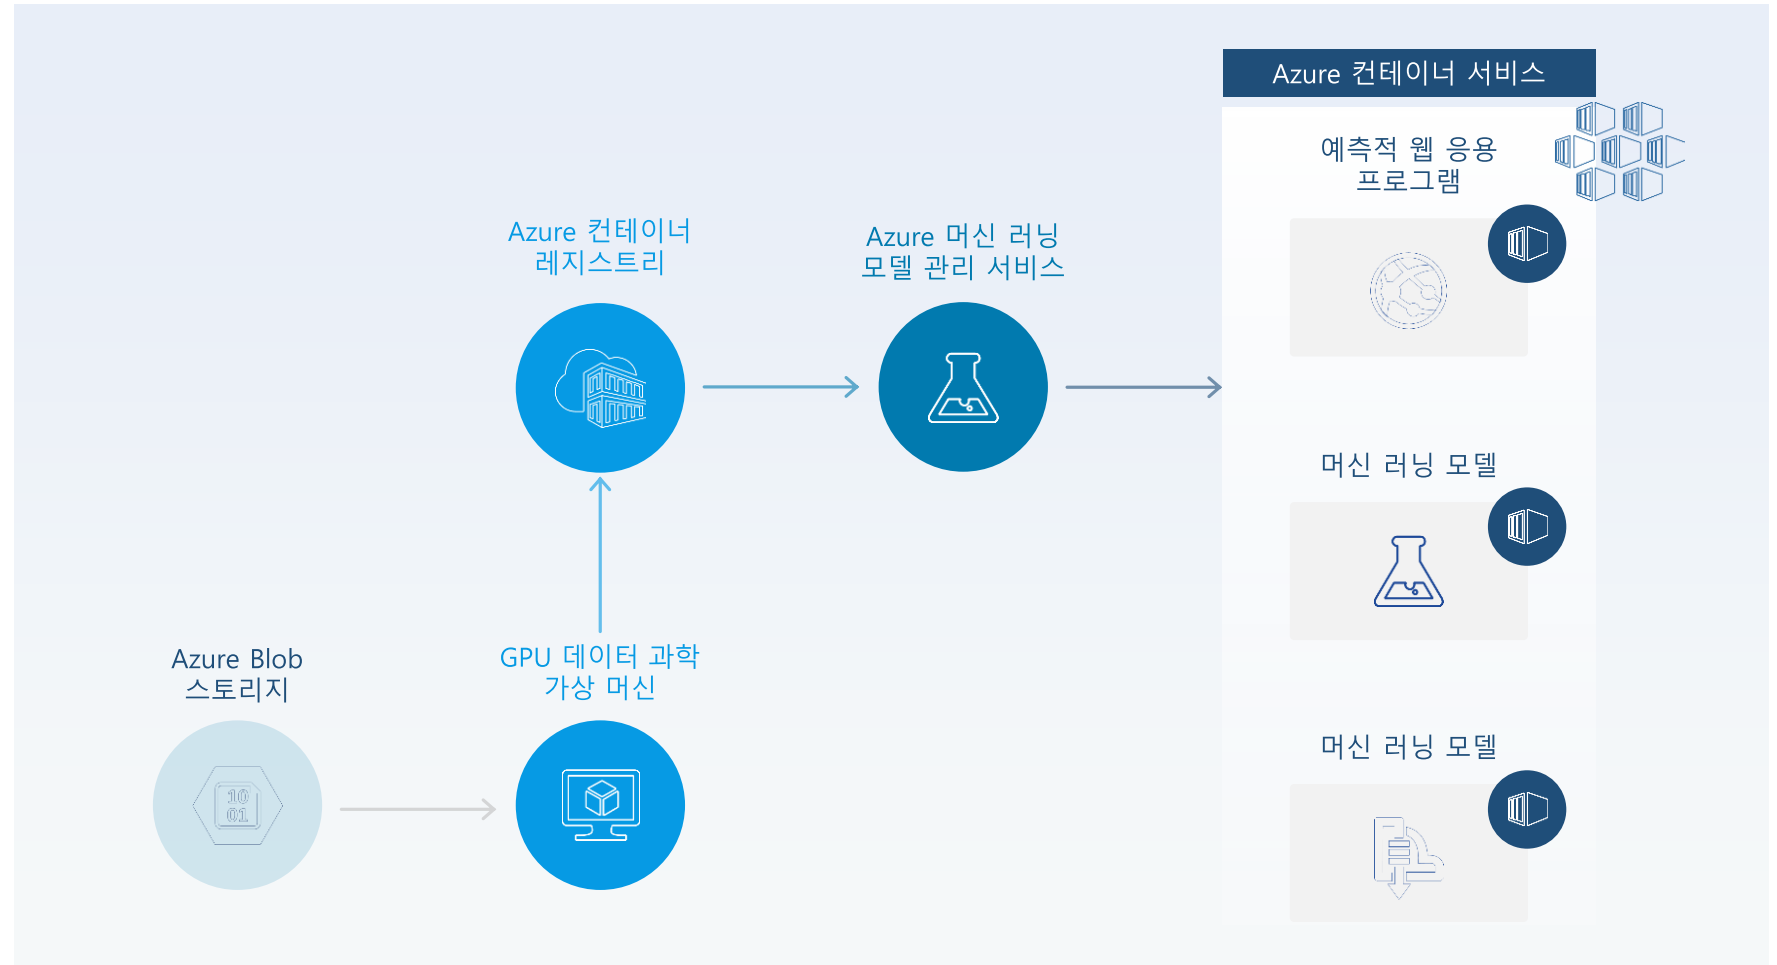 Azure 컨테이너 서비스
예측적 웹 응용
프로그램
Azure 컨테이너
레지스트리
Azure 머신 러닝
모델 관리 서비스
머신 러닝 모델
Azure Blob
스토리지
GPU 데이터 과학
가상 머신
머신 러닝 모델
10
01